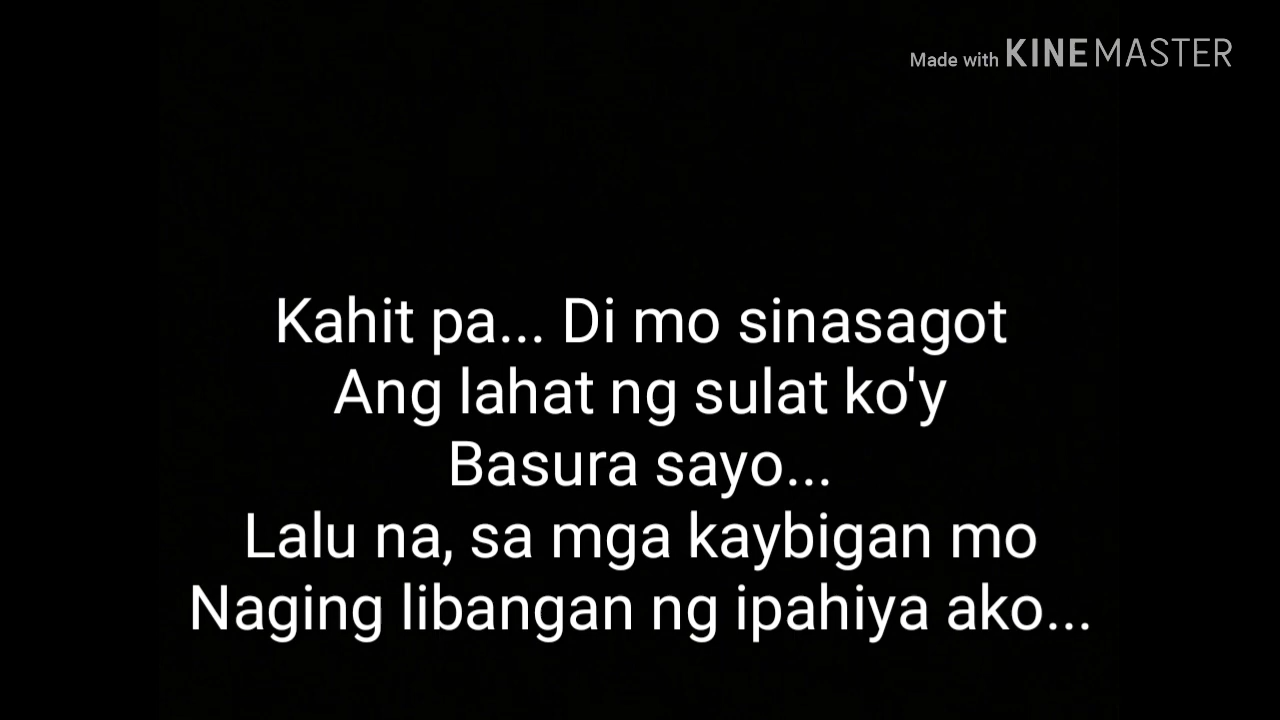 Made with KINEMASTER
Kahit pa... Di mo sinasagot
Ang lahat ng sulat ko'y
Basura sayo...
Lalu na, sa mga kaybigan mo
Naging libangan ng ipahiya ako...